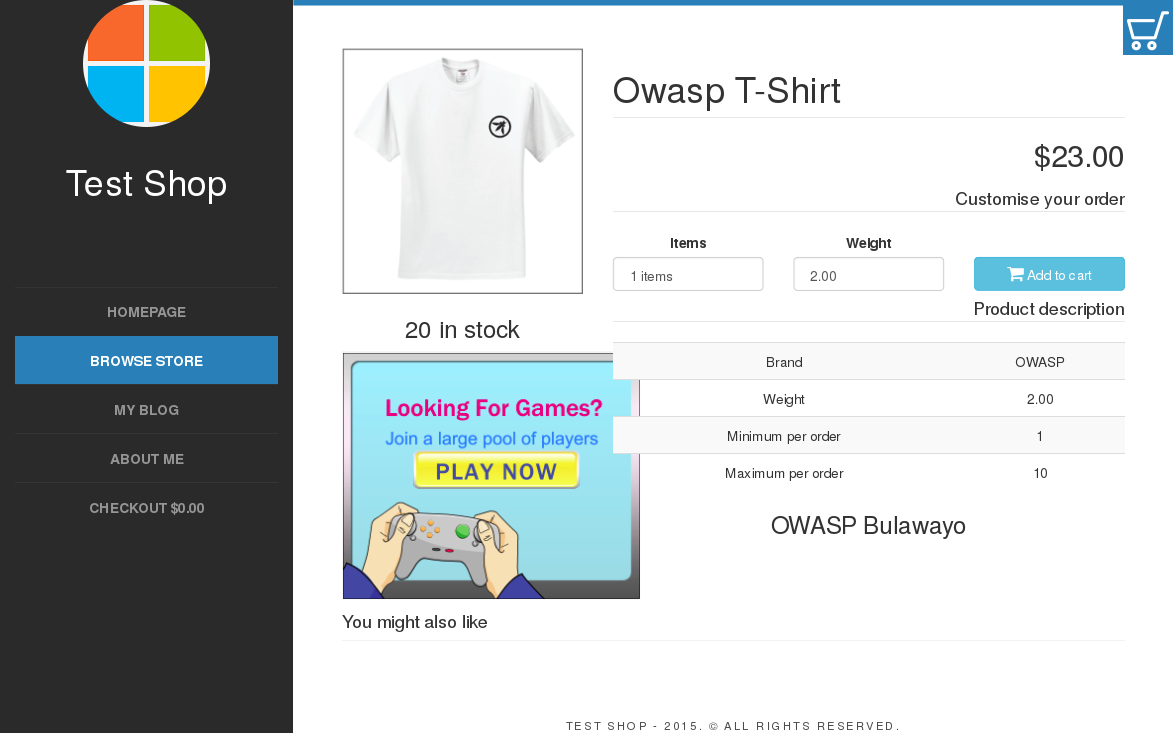 Test Shop
HOMEPAGE
BROWSE STORE
MY BLOG
ABOUT ME
CHECKOUT $0.00
Owasp T-Shirt
$23.00
Customise your order
Items Weight
1 items 2.00 Add to cart
20 in stock
Product description
Brand OWASP
Weight 2.00
Minimum per order 1
Maximum per order 10
OWASP Bulawayo
Looking For Games?
Join a large pool of players
PLAY NOW
You might also like
TEST SHOP - 2015. © ALL RIGHTS RESERVED.